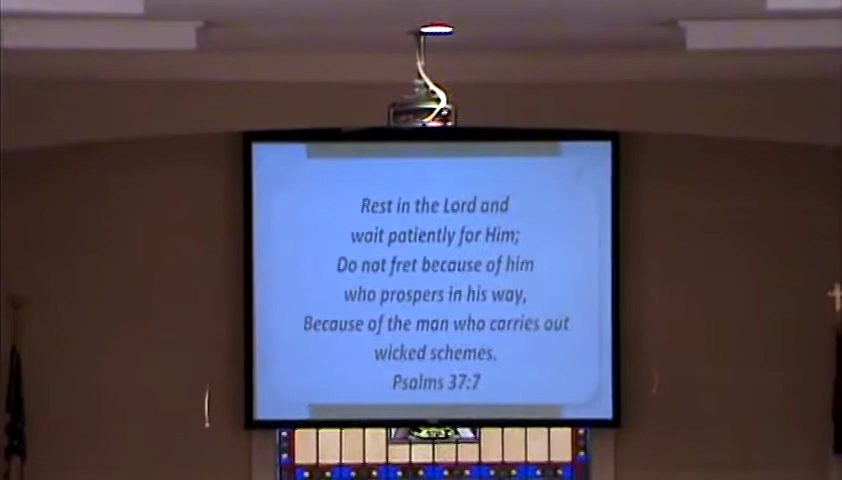 Rest in the Lord and
wait patiently for Him;
Do not fret because of him
who prospers in his way,
Because of the man who carries out
wicked schemes.
Psalms 37:7